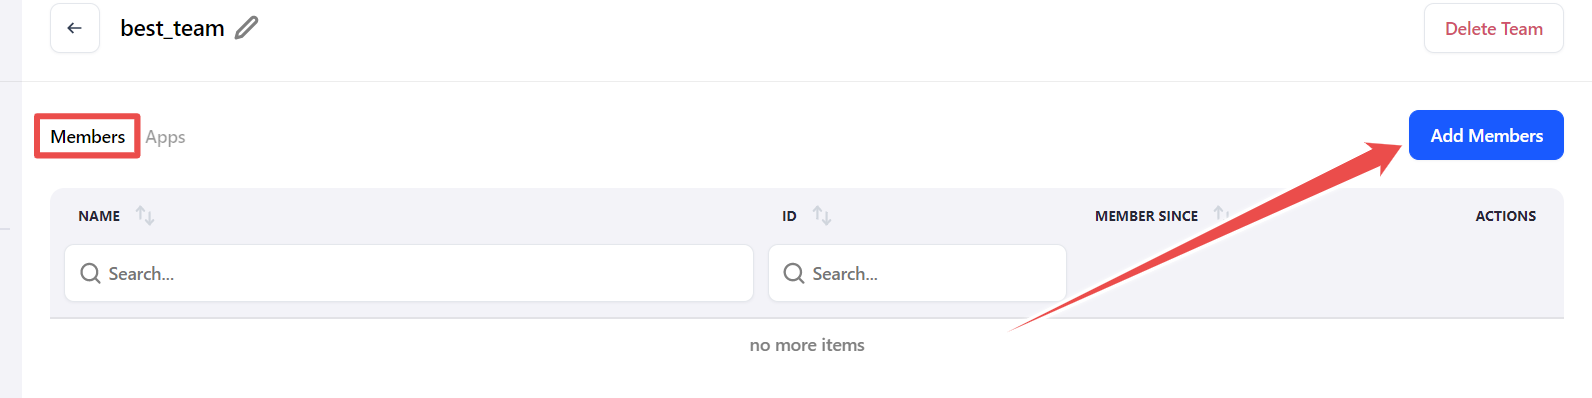 best_team
Delete Team
Members Apps
Add Members
NAME ID MEMBER SINCE ACTIONS
Search... Search...
no more items